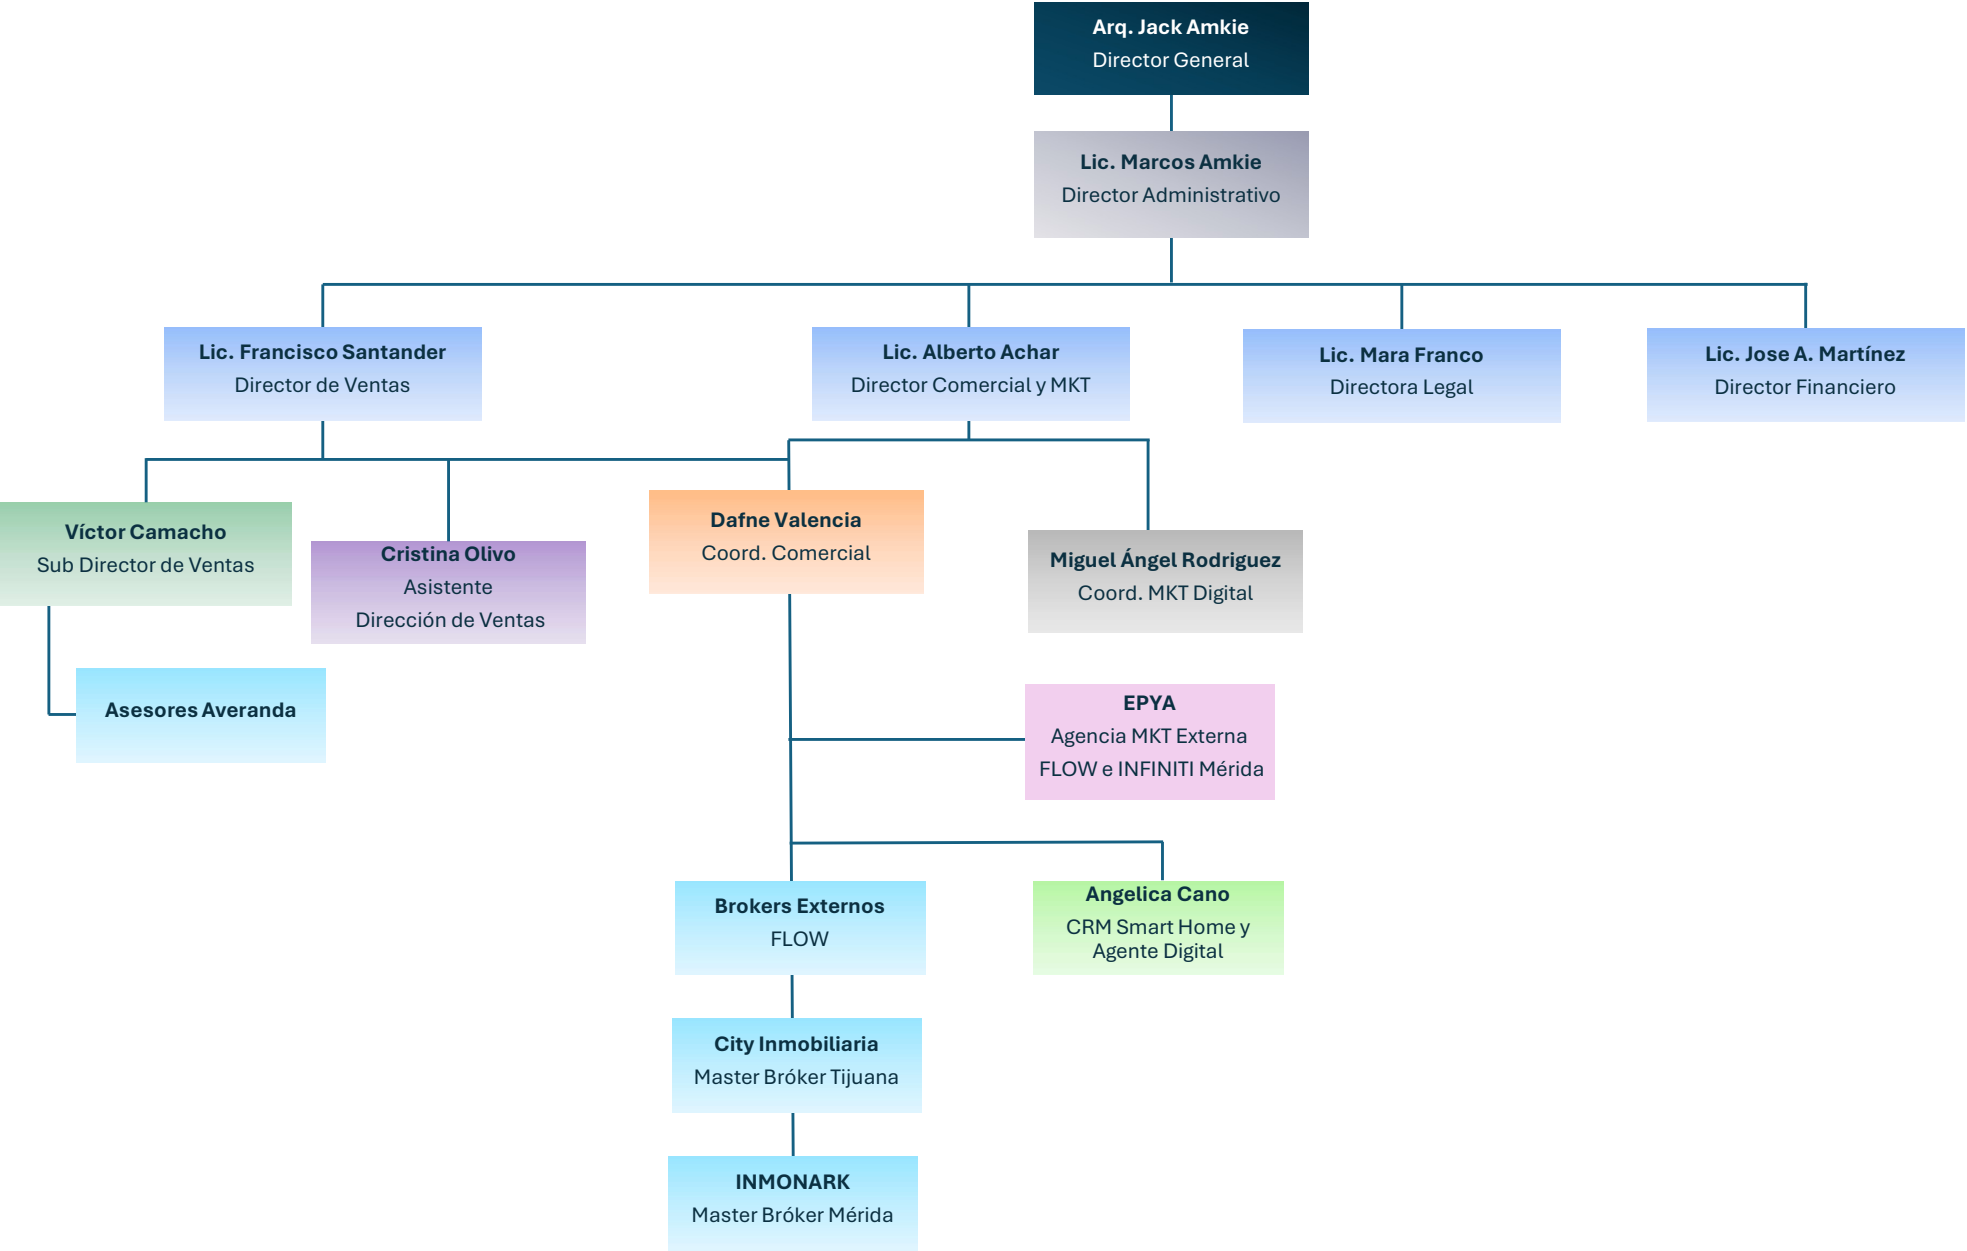 Arq. Jack Amkie
Director General
Lic. Marcos Amkie
Director Administrativo
Lic. Francisco Santander
Director de Ventas
Lic. Alberto Achar
Director Comercial y MKT
Lic. Mara Franco
Directora Legal
Lic. Jose A. Martínez
Director Financiero
Víctor Camacho
Sub Director de Ventas
Cristina Olivo
Asistente
Dirección de Ventas
Dafne Valencia
Coord. Comercial
Miguel Ángel Rodriguez
Coord. MKT Digital
Asesores Averanda
EPYA
Agencia MKT Externa
FLOW e INFINITI Mérida
Brokers Externos
FLOW
Angelica Cano
CRM Smart Home y
Agente Digital
City Inmobiliaria
Master Bróker Tijuana
INMONARK
Master Bróker Mérida